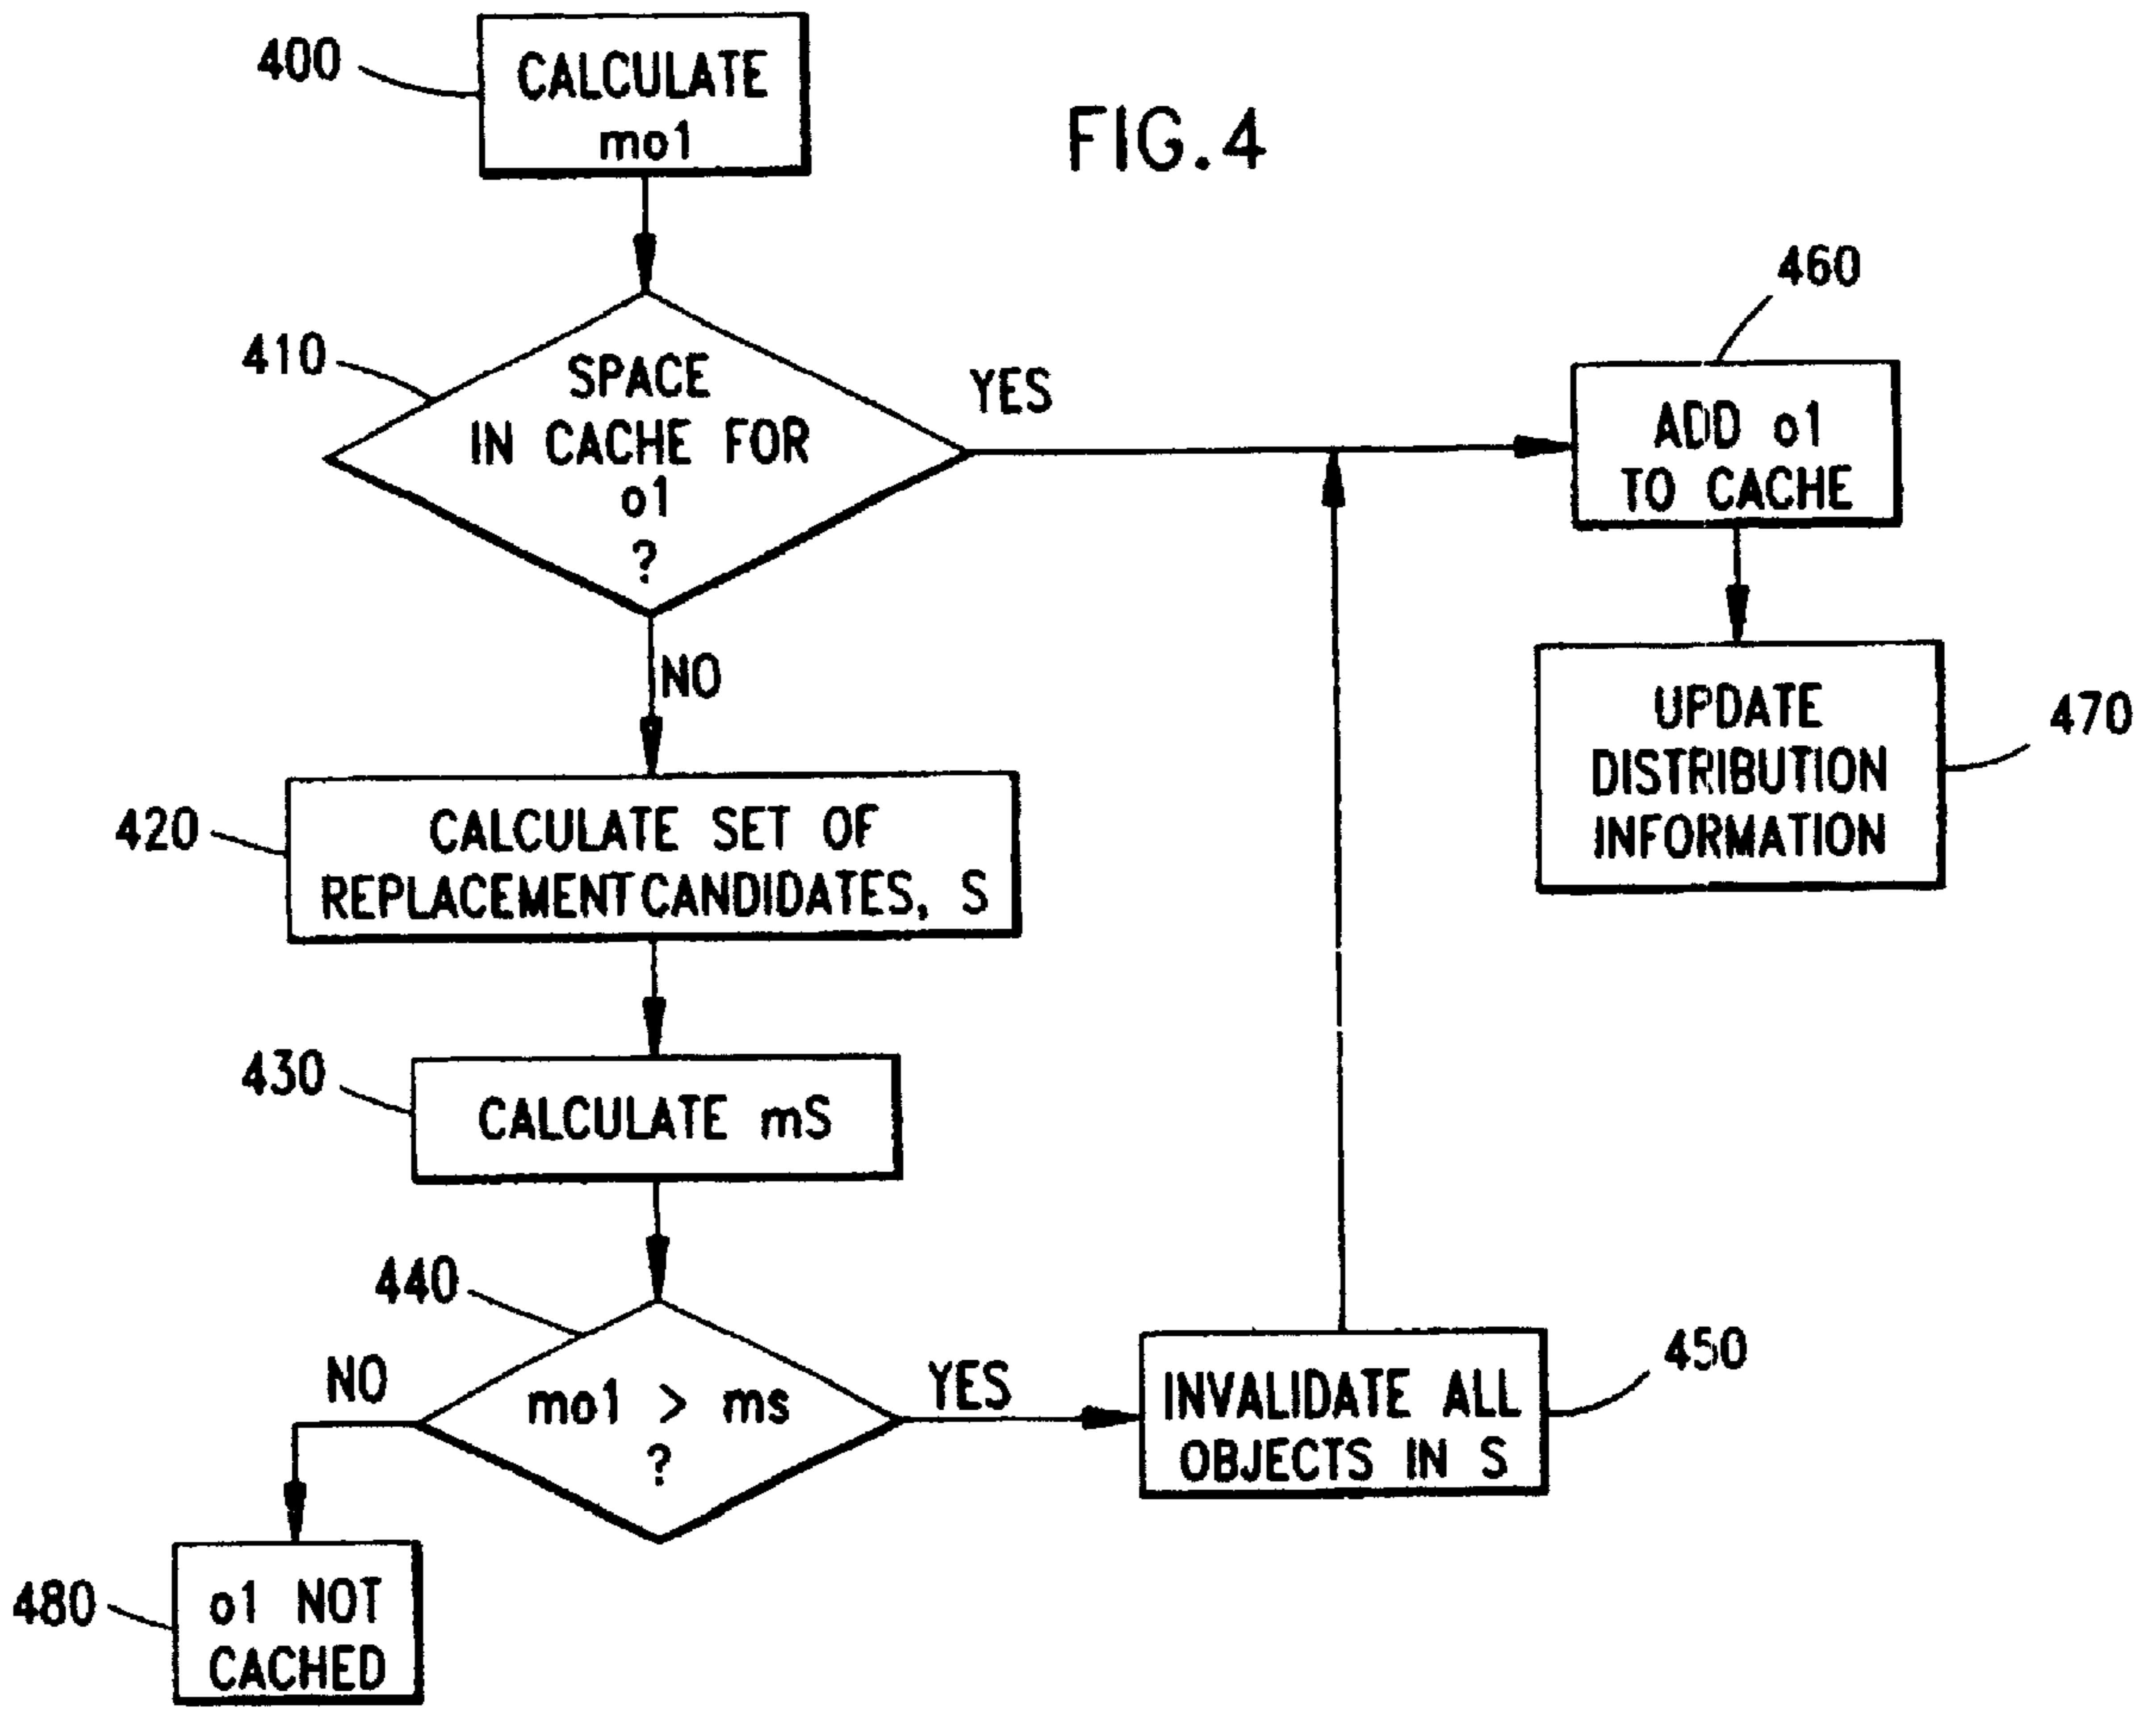 400
CALCULATE
mo1
FIG.4
410
SPACE
IN CACHE FOR
o1
?
YES
460
ADD o1
TO CACHE
NO
UPDATE
DISTRIBUTION
INFORMATION
470
420
CALCULATE SET OF
REPLACEMENT CANDIDATES, S
430
CALCULATE mS
440
mo1 > ms
?
NO
YES
INVALIDATE ALL
OBJECTS IN S
450
480
o1 NOT
CACHED